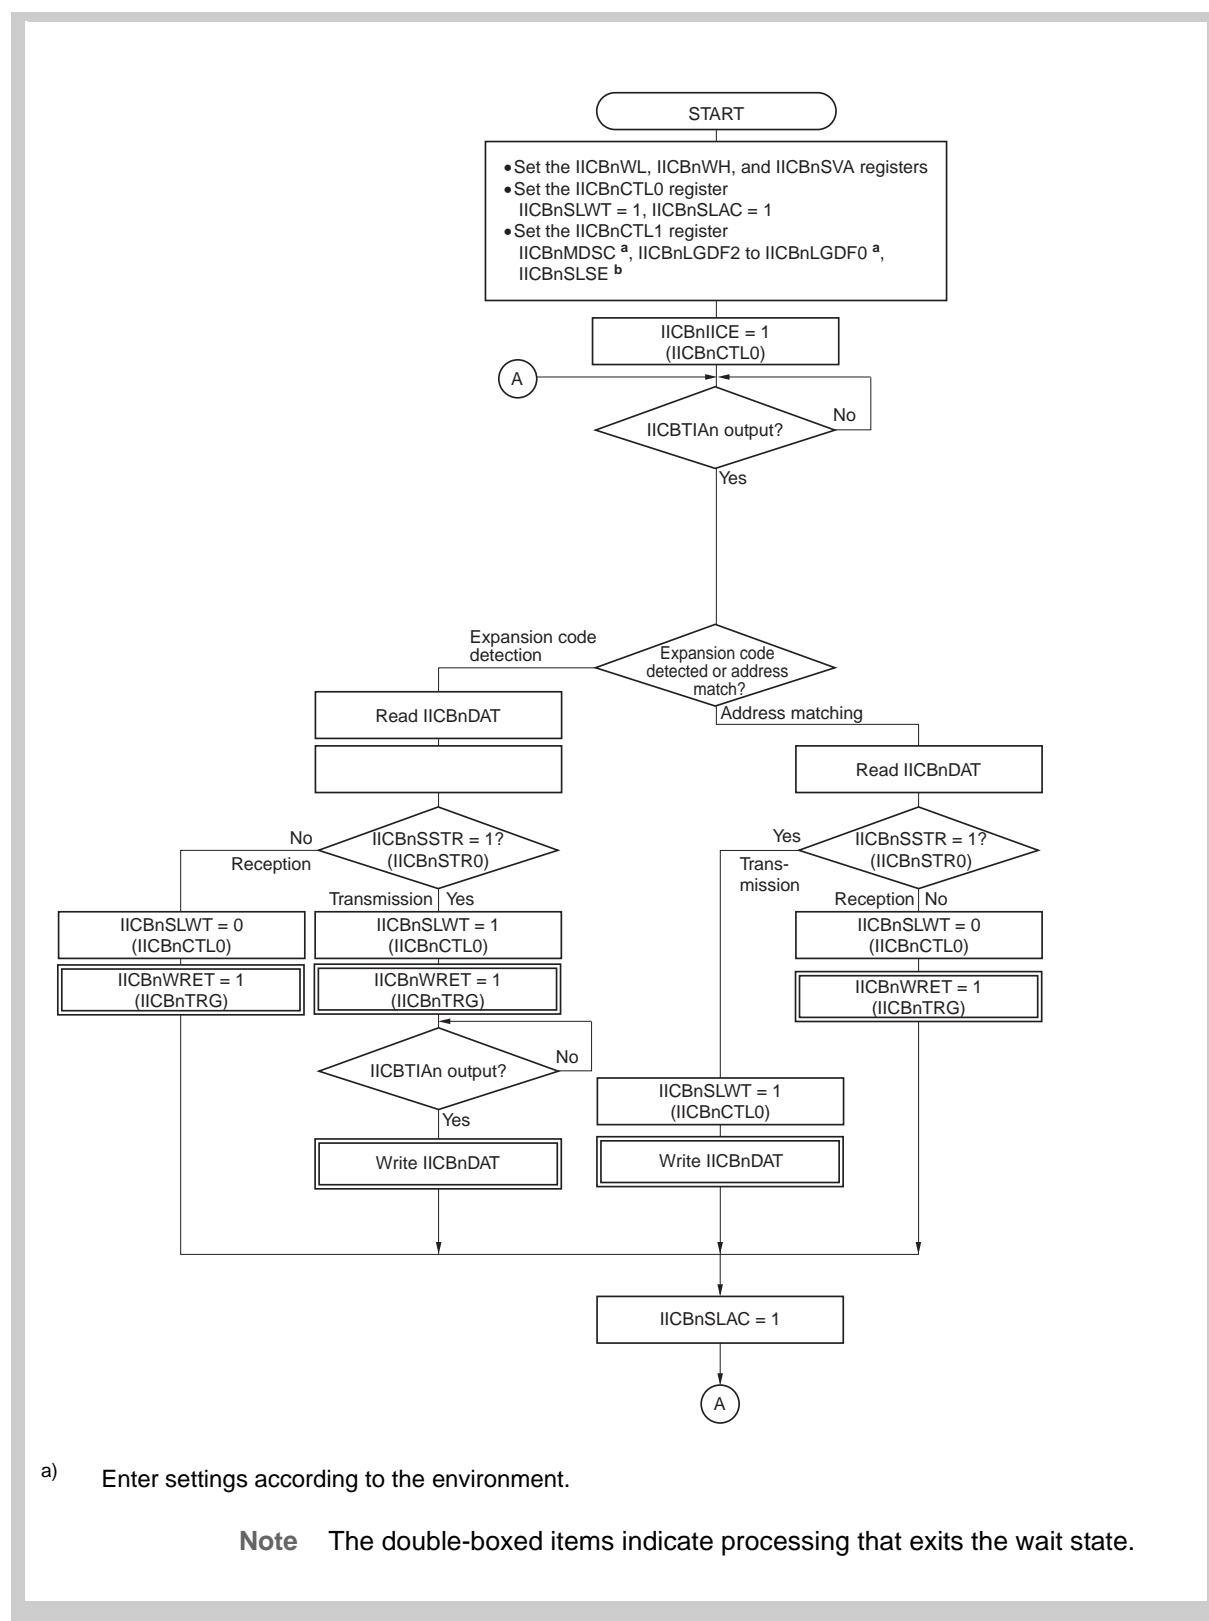 START
•Set the IICBnWL, IICBnWH, and IICBnSVA registers
•Set the IICBnCTL0 register
IICBnSLWT = 1, IICBnSLAC = 1
•Set the IICBnCTL1 register
IICBnMDSC a, IICBnLGDF2 to IICBnLGDF0 a,
IICBnSLSE b
IICBnIICE = 1
(IICBnCTL0)
A
IICBTIAn output?
No
Yes
Expansion code
detection
Expansion code
detected or address
match?
Address matching
Read IICBnDAT
Read IICBnDAT
No
Reception
IICBnSSTR = 1?
(IICBnSTR0)
Transmission Yes
Yes
Trans-
mission
IICBnSSTR = 1?
(IICBnSTR0)
Reception No
IICBnSLWT = 0
(IICBnCTL0)
IICBnSLWT = 1
(IICBnCTL0)
IICBnSLWT = 0
(IICBnCTL0)
IICBnWRET = 1
(IICBnTRG)
IICBnWRET = 1
(IICBnTRG)
IICBnWRET = 1
(IICBnTRG)
IICBTIAn output?
No
Yes
IICBnSLWT = 1
(IICBnCTL0)
Write IICBnDAT
Write IICBnDAT
IICBnSLAC = 1
A
a) Enter settings according to the environment.
Note The double-boxed items indicate processing that exits the wait state.